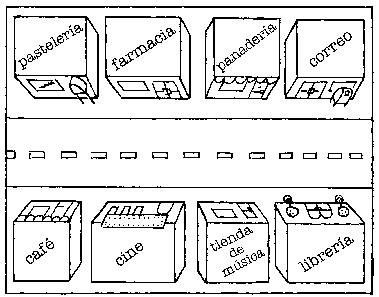 pastelería
farmacia
panadería
correo
café
cine
tienda
de
música
librería